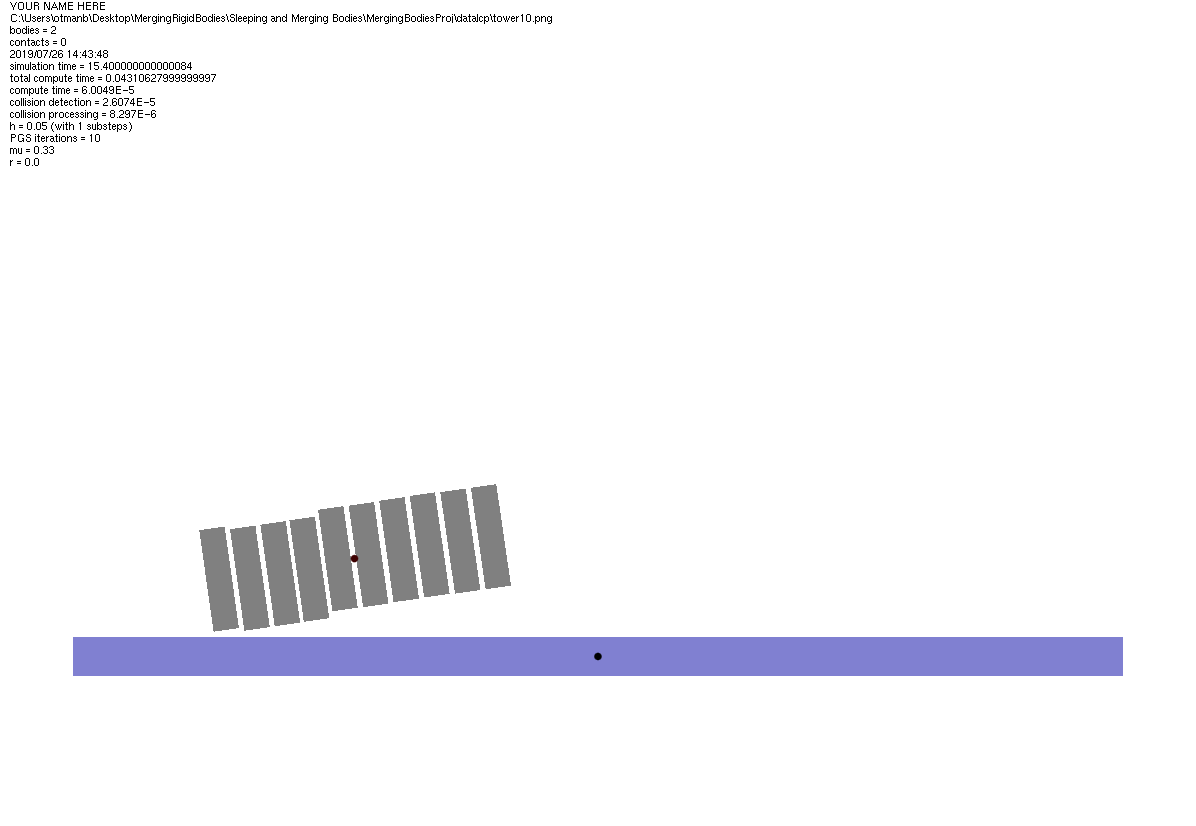 YOUR NAME HERE
C:\Users\otmanb\Desktop\MergingRigidBodies\Sleeping and Merging Bodies\MergingBodiesProj\datalcp\tower10.png
bodies = 2
contacts = 0
2019/07/26 14:43:48
simulation time = 15.400000000000084
total compute time = 0.04310627999999997
compute time = 6.0049E-5
collision detection = 2.6074E-5
collision processing = 8.297E-6
h = 0.05 (with 1 substeps)
PGS iterations = 10
mu = 0.33
r = 0.0